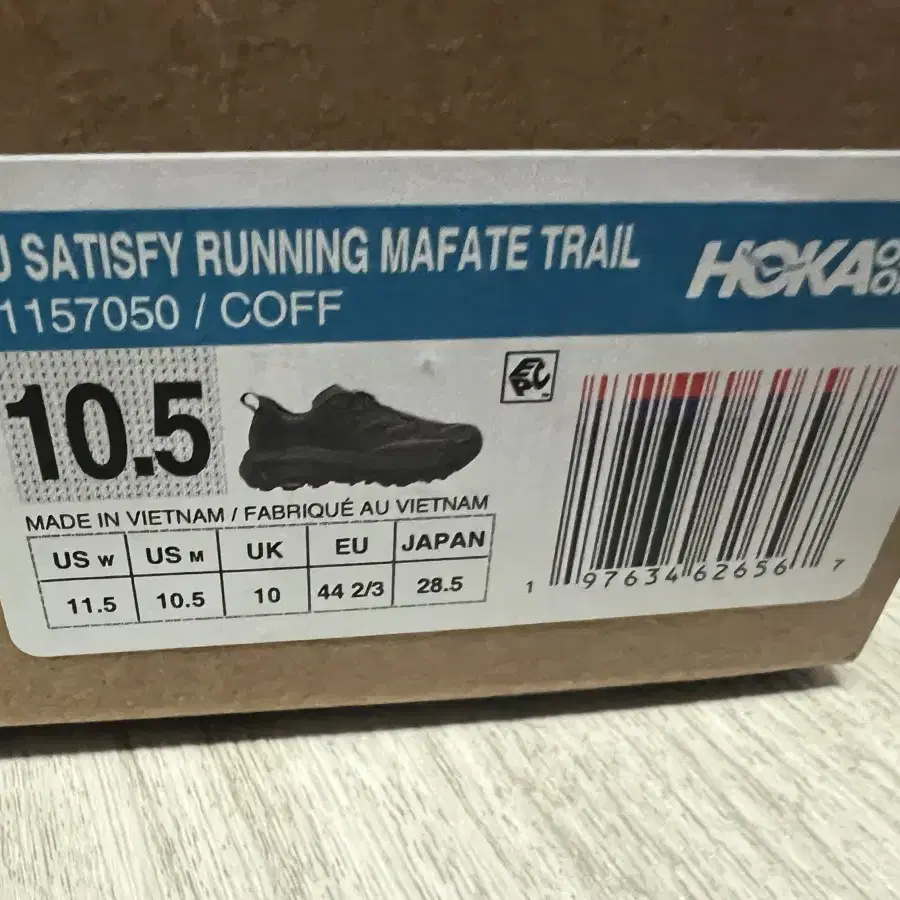 U SATISFY RUNNING MAFATE TRAIL
1157050 / COFF
HOKA
10.5
EPC
MADE IN VIETNAM / FABRIQUÉ AU VIETNAM
US W US M UK EU JAPAN
11.5 10.5 10 44 2/3 28.5
1 97634 62656 7